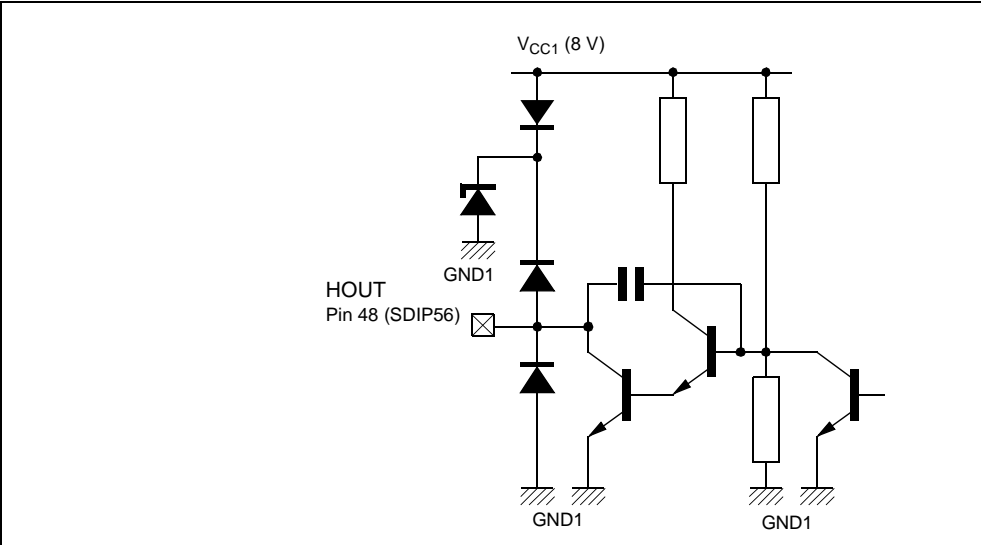 V_CC1 (8 V)
GND1
HOUT
Pin 48 (SDIP56)
GND1
GND1